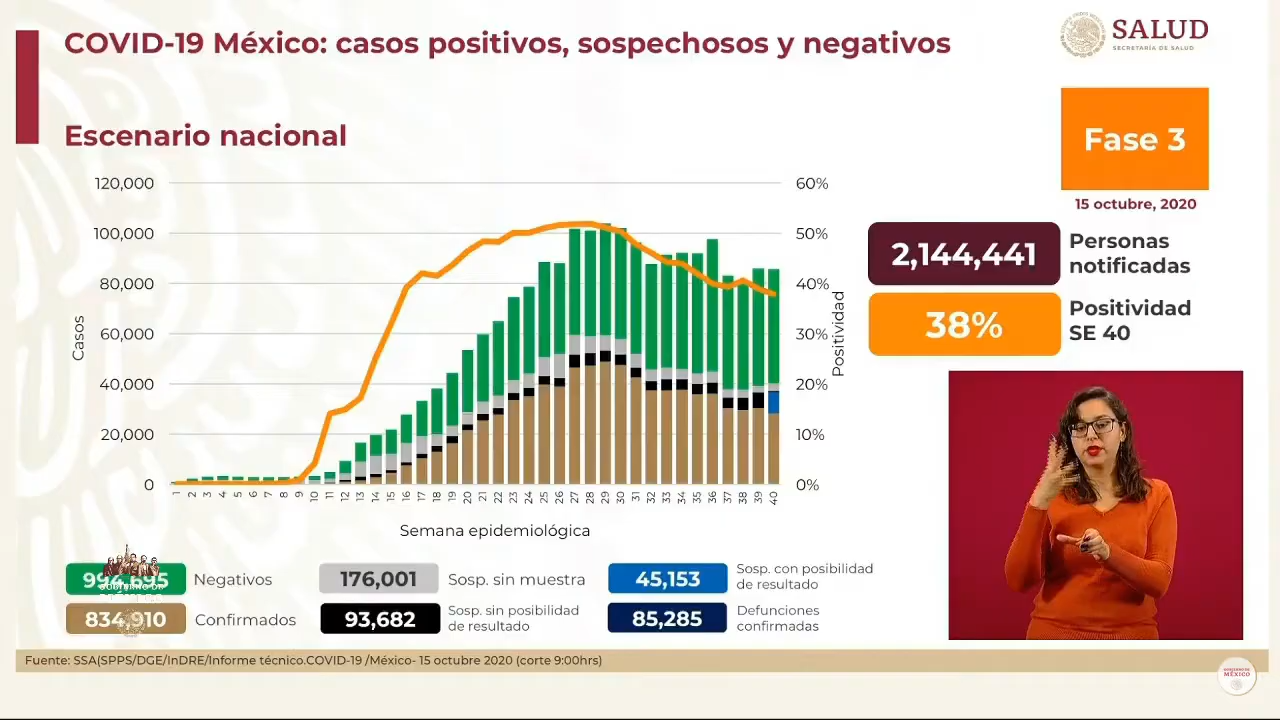 COVID-19 México: casos positivos, sospechosos y negativos
SALUD
SECRETARÍA DE SALUD
Escenario nacional
Fase 3
15 octubre, 2020
120,000
100,000
80,000
60,000
40,000
20,000
0
Casos
60%
50%
40%
30%
20%
10%
0%
Positividad
1 2 3 4 5 6 7 8 9 10 11 12 13 14 15 16 17 18 19 20 21 22 23 24 25 26 27 28 29 30 31 32 33 34 35 36 37 38 39 40
Semana epidemiológica
2,144,441
Personas
notificadas
38%
Positividad
SE 40
Negativos
176,001
Sosp. sin muestra
45,153
Sosp. con posibilidad
de resultado
834,910
Confirmados
93,682
Sosp. sin posibilidad
de resultado
85,285
Defunciones
confirmadas
Fuente: SSA(SPPS/DGE/InDRE/Informe técnico.COVID-19 /México- 15 octubre 2020 (corte 9:00hrs)
GOBIERNO DE
MÉXICO